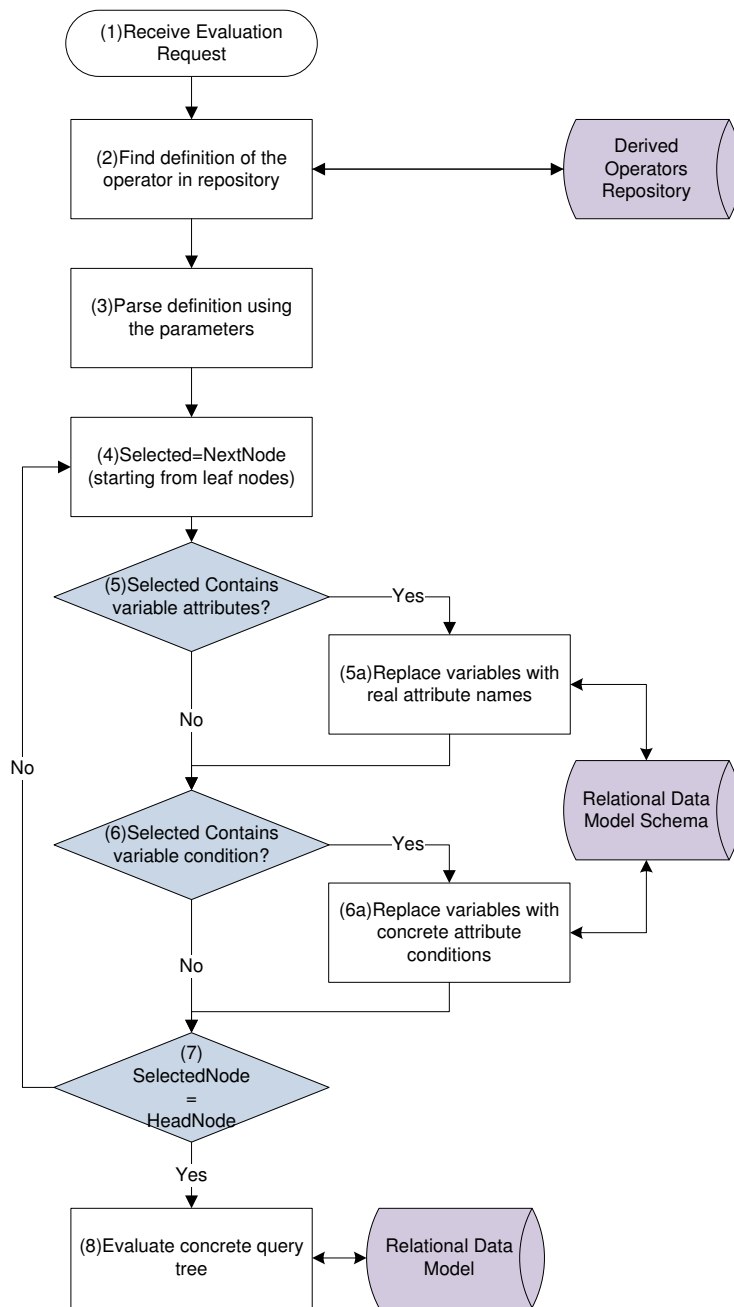 (1)Receive Evaluation
Request
(2)Find definition of the
operator in repository
Derived
Operators
Repository
(3)Parse definition using
the parameters
(4)Selected=NextNode
(starting from leaf nodes)
(5)Selected Contains
variable attributes?
Yes
(5a)Replace variables with
real attribute names
No
No
Relational Data
Model Schema
(6)Selected Contains
variable condition?
Yes
(6a)Replace variables with
concrete attribute
conditions
No
(7)
SelectedNode
=
HeadNode
Yes
(8)Evaluate concrete query
tree
Relational Data
Model